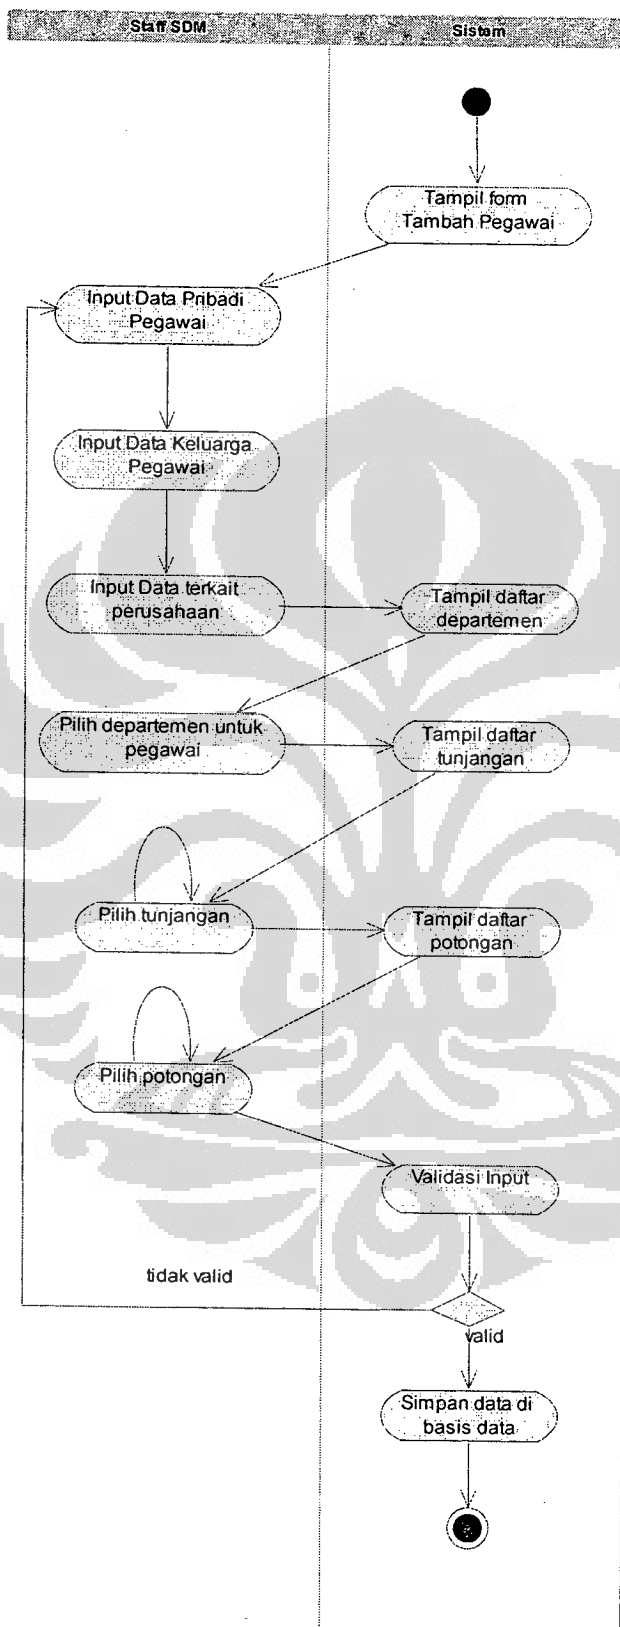 Staff SDM
Sistem
Tampil form
Tambah Pegawai
Input Data Pribadi
Pegawai
Input Data Keluarga
Pegawai
Input Data terkait
perusahaan
Tampil daftar
departemen
Pilih departemen untuk
pegawai
Tampil daftar
tunjangan
Pilih tunjangan
Tampil daftar
potongan
Pilih potongan
Validasi Input
tidak valid
valid
Simpan data di
basis data